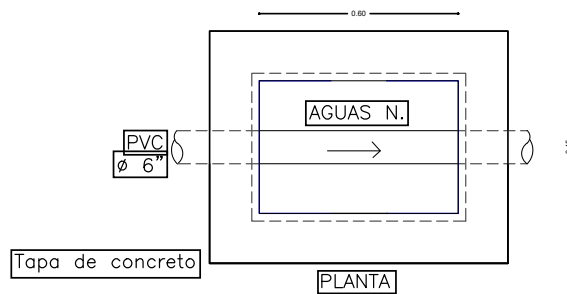 0.60
AGUAS N.
PVC
ø 6"
Tapa de concreto
PLANTA